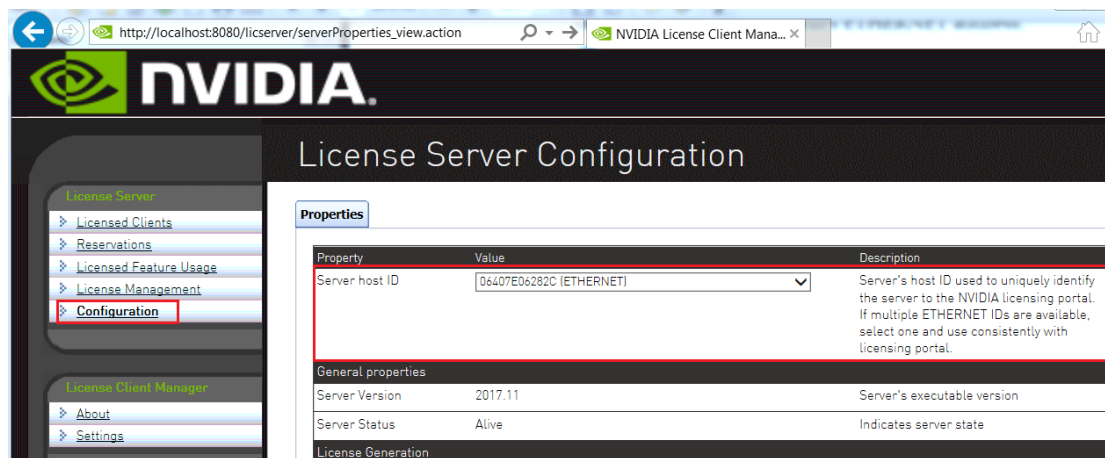 http://localhost:8080/licserver/serverProperties_view.action
NVIDIA License Client Mana...
NVIDIA.
License Server Configuration
License Server
Licensed Clients
Reservations
Licensed Feature Usage
License Management
Configuration
License Client Manager
About
Settings
Properties
Property Value Description
Server host ID 06407E06282C (ETHERNET) Server's host ID used to uniquely identify
the server to the NVIDIA licensing portal.
If multiple ETHERNET IDs are available,
select one and use consistently with
licensing portal.
General properties
Server Version 2017.11 Server's executable version
Server Status Alive Indicates server state
License Generation